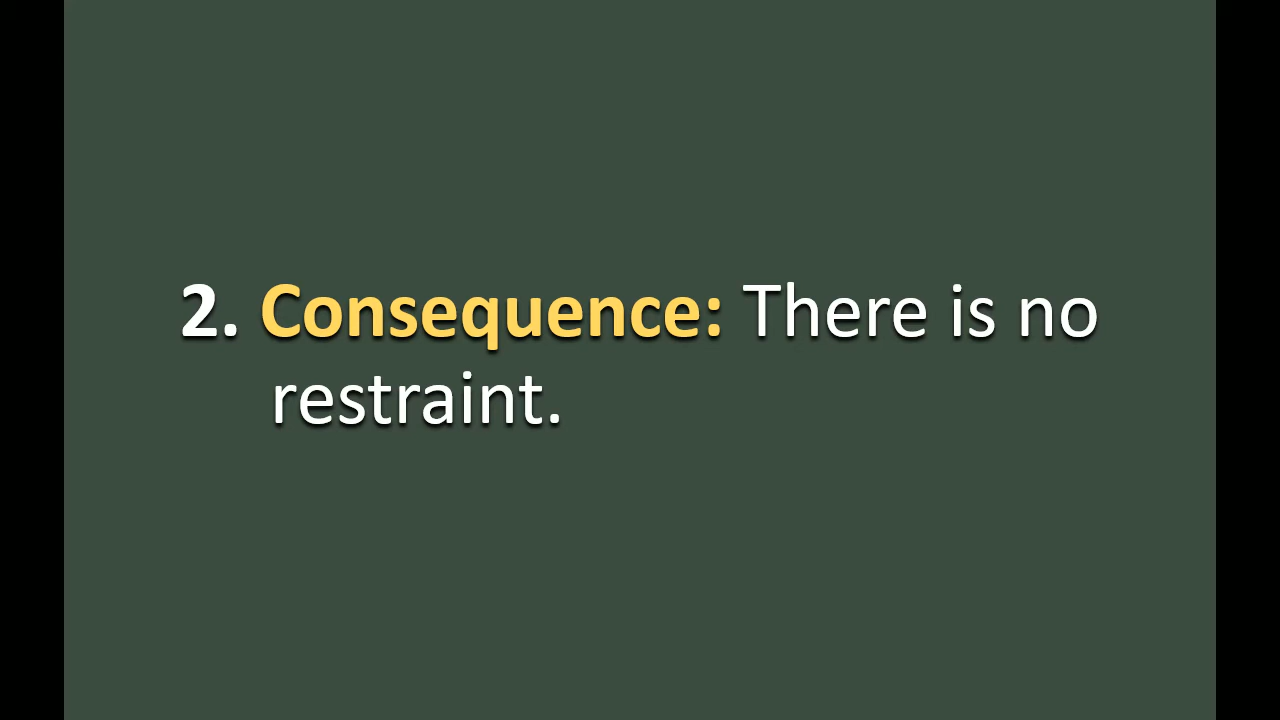 2. Consequence: There is no
restraint.